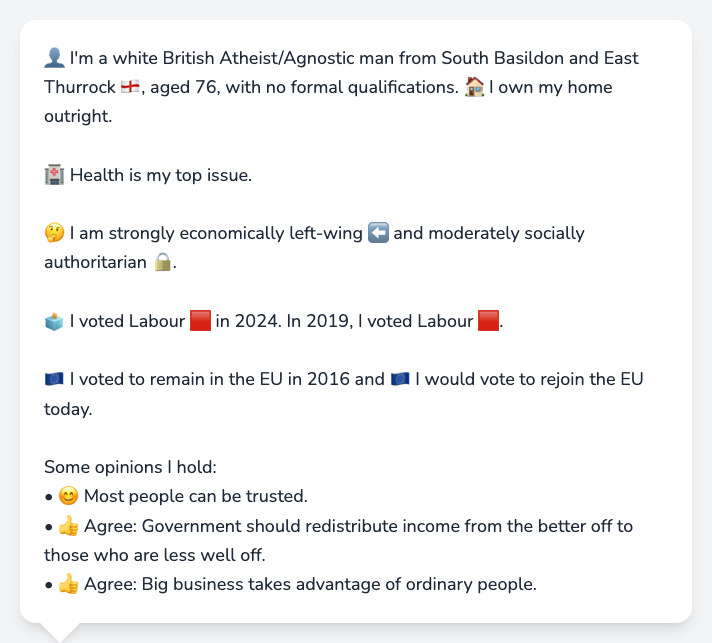 👤 I'm a white British Atheist/Agnostic man from South Basildon and East
Thurrock 🏴󠁧󠁢󠁥󠁮󠁧󠁿, aged 76, with no formal qualifications. 🏠 I own my home
outright.
🏥 Health is my top issue.
🤔 I am strongly economically left-wing ⬅️ and moderately socially
authoritarian 🔒.
🗳️ I voted Labour 🟥 in 2024. In 2019, I voted Labour 🟥.
🇪🇺 I voted to remain in the EU in 2016 and 🇪🇺 I would vote to rejoin the EU
today.
Some opinions I hold:
• 😊 Most people can be trusted.
• 👍 Agree: Government should redistribute income from the better off to
those who are less well off.
• 👍 Agree: Big business takes advantage of ordinary people.